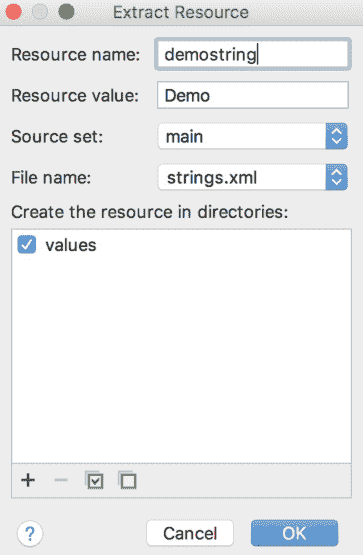 Extract Resource
Resource name: demostring
Resource value: Demo
Source set: main
File name: strings.xml
Create the resource in directories:
values
? Cancel OK